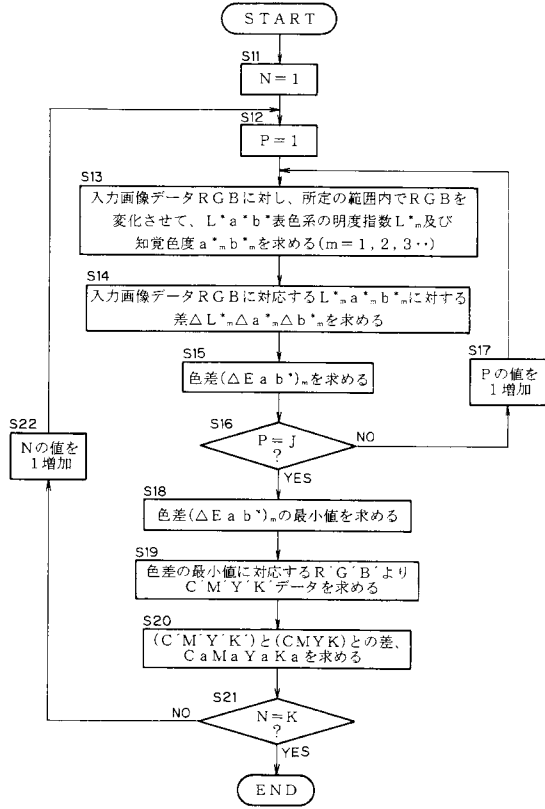 START
S11
N=1
S12
P=1
S13
入力画像データRGBに対し、所定の範囲内でRGBを
変化させて、L*a*b*表色系の明度指数L*m及び
知覚色度a*mb*mを求める(m=1,2,3‥)
S14
入力画像データRGBに対応するL*ma*mb*mに対する
差△L*m△a*m△b*mを求める
S15
色差(△Eab*)mを求める
S16
P=J
?
NO
S17
Pの値を
1増加
YES
S18
色差(△Eab*)mの最小値を求める
S19
色差の最小値に対応するR'G'B'より
C'M'Y'K'データを求める
S20
(C'M'Y'K')と(CMYK)との差、
CaMaYaKaを求める
S21
N=K
?
NO
S22
Nの値を
1増加
YES
END